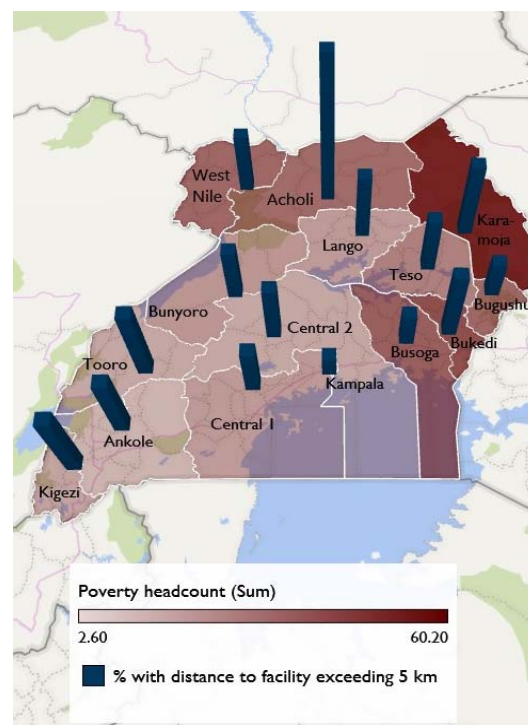 West
Nile
Acholi
Kara-
moja
Lango
Teso
Bugushu
Bunyoro
Central 2
Busoga
Bukedi
Tooro
Kampala
Ankole
Central 1
Kigezi
Poverty headcount (Sum)
2.60 60.20
% with distance to facility exceeding 5 km